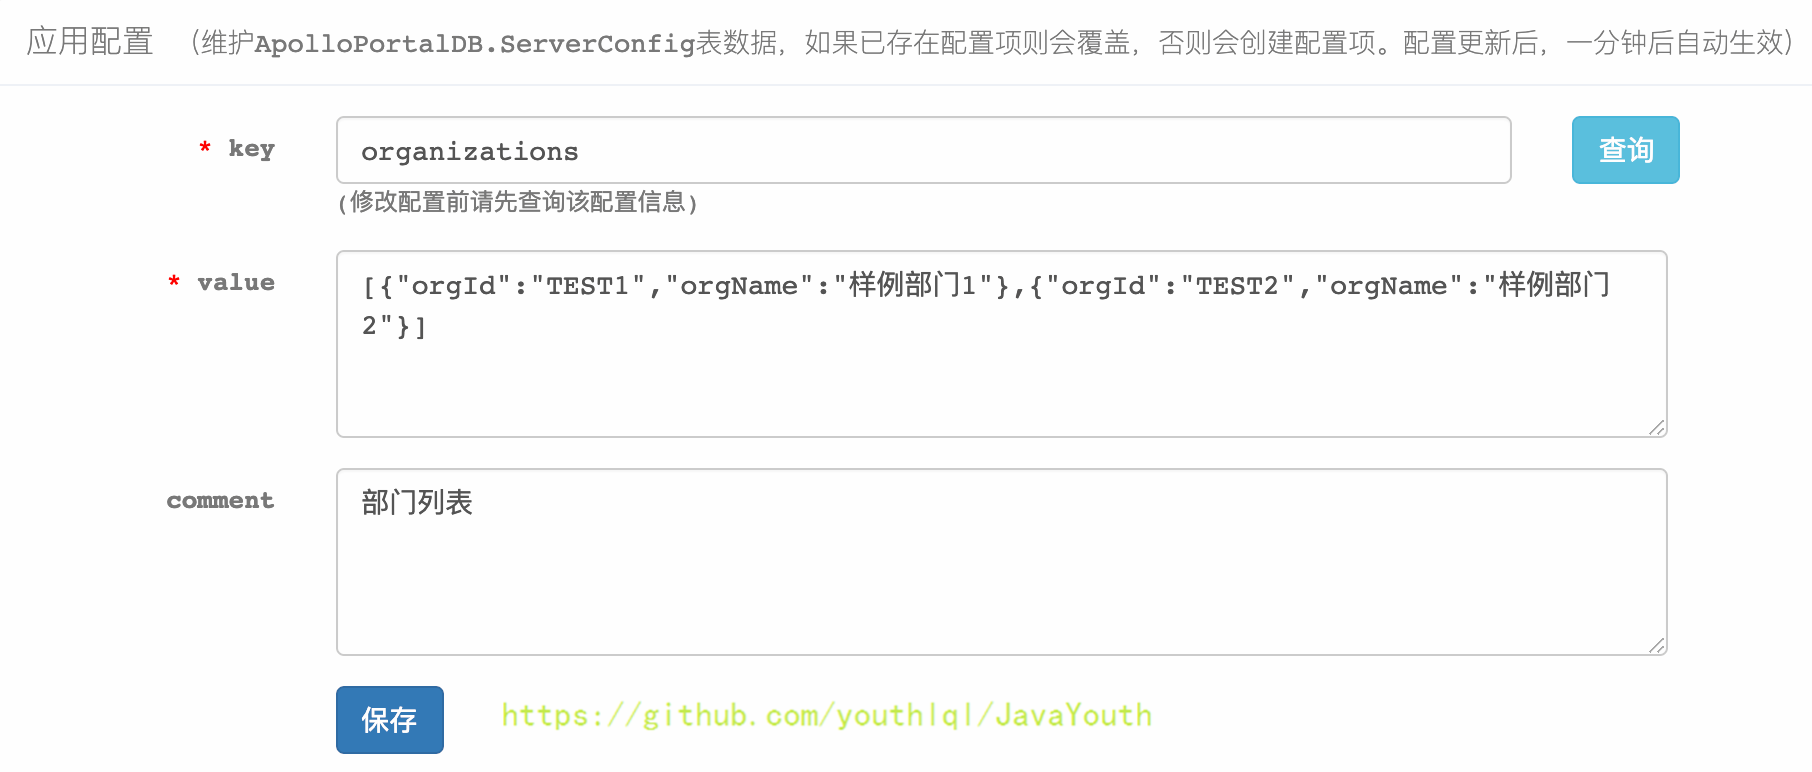 应用配置 （维护ApolloPortalDB.ServerConfig表数据，如果已存在配置项则会覆盖，否则会创建配置项。配置更新后，一分钟后自动生效）
* key
organizations
查询
(修改配置前请先查询该配置信息)
* value
[{"orgId":"TEST1","orgName":"样例部门1"},{"orgId":"TEST2","orgName":"样例部门
2"}]
comment
部门列表
保存
https://github.com/youthlql/JavaYouth